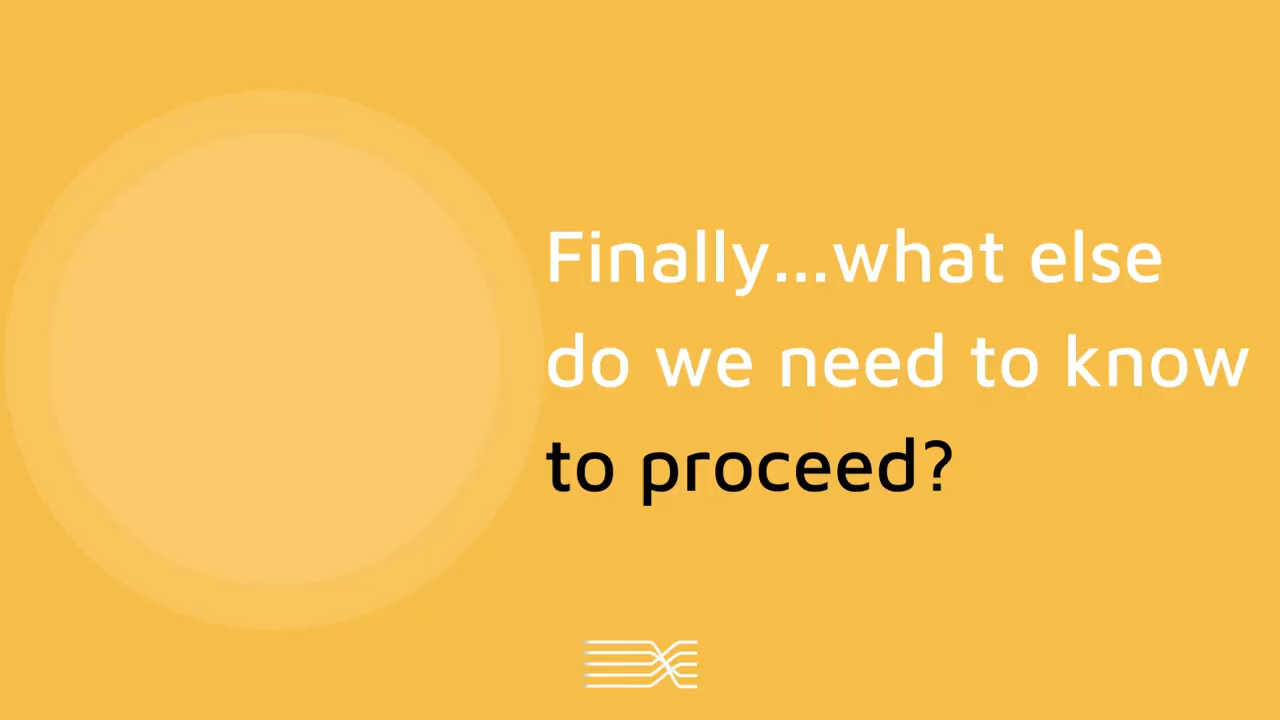 Finally...what else
do we need to know
to proceed?